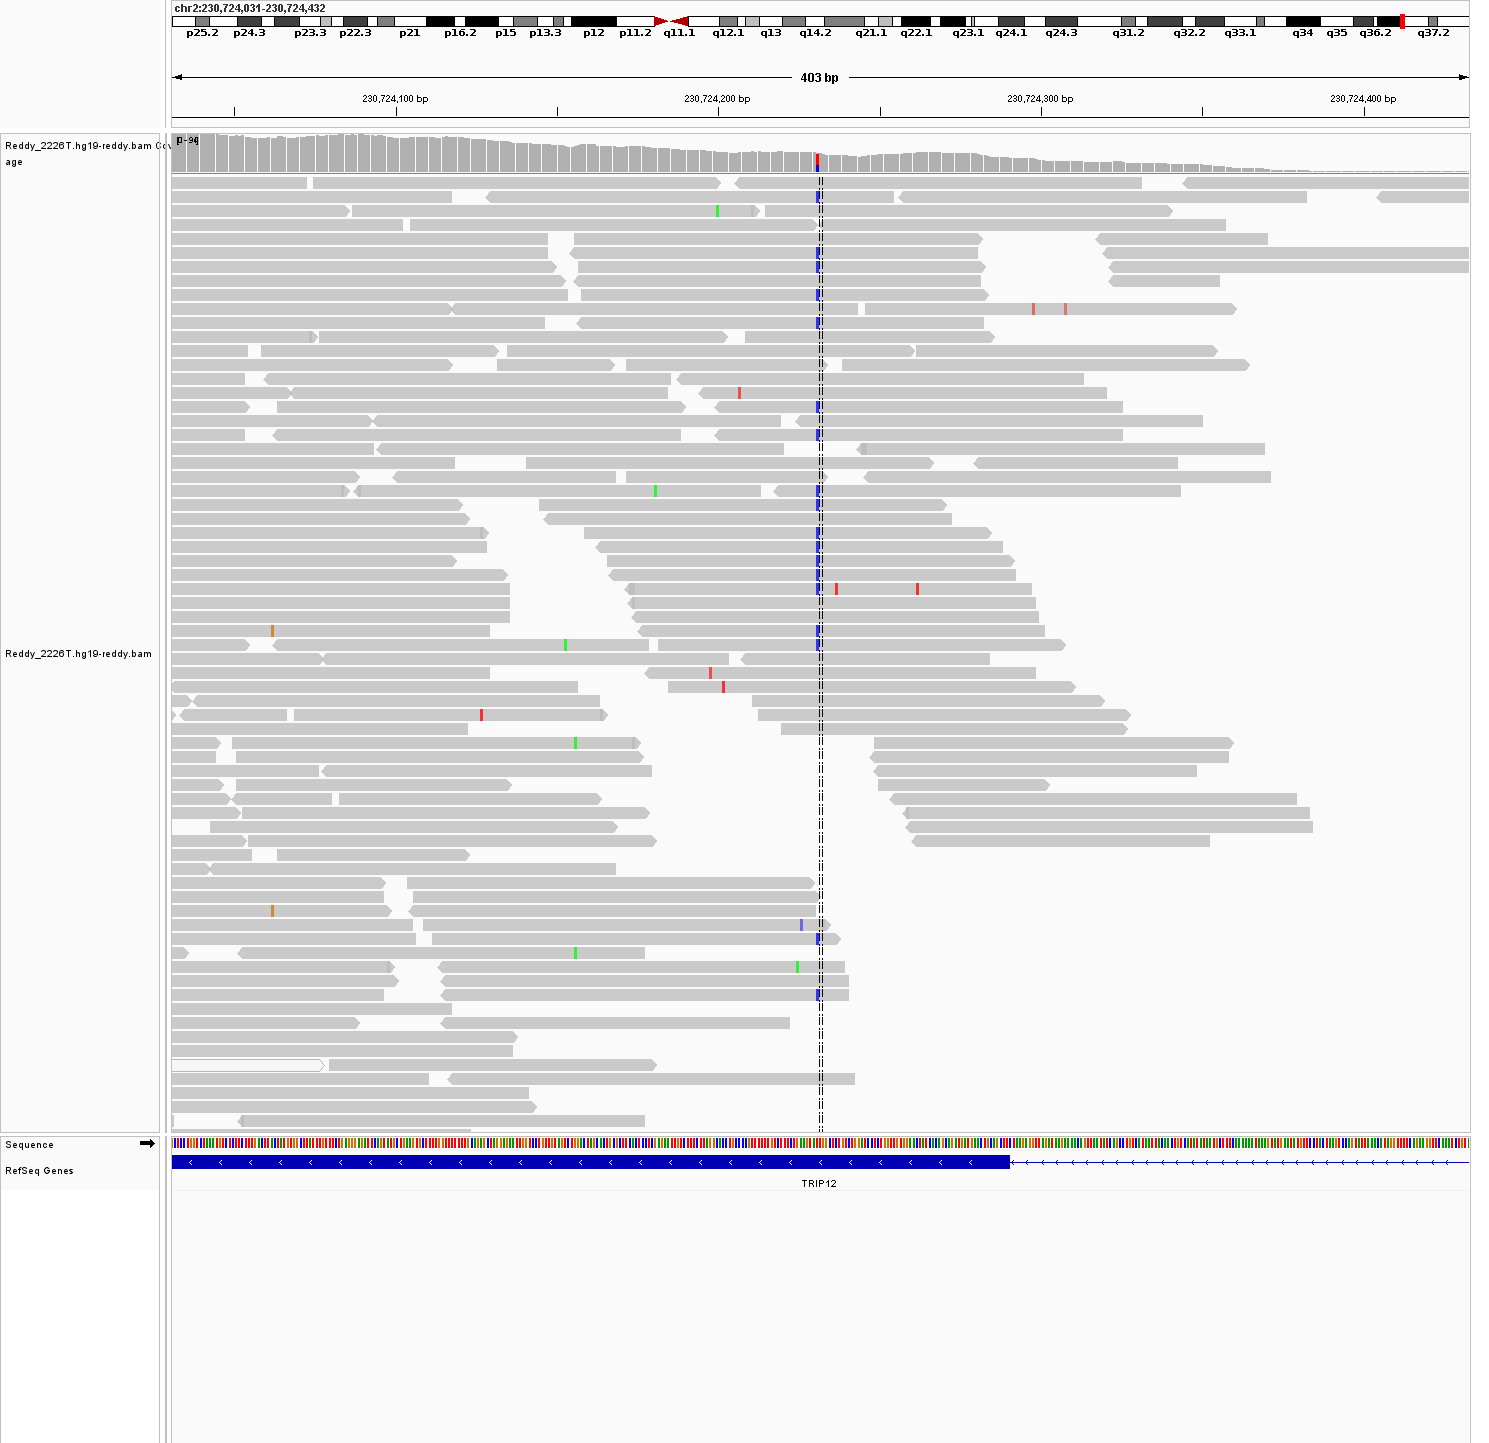 chr2:230,724,031-230,724,432
p25.2 p24.3 p23.3 p22.3 p21 p16.2 p15 p13.3 p12 p11.2 q11.1 q12.1 q13 q14.2 q21.1 q22.1 q23.1 q24.1 q24.3 q31.2 q32.2 q33.1 q34 q35 q36.2 q37.2
403 bp
230,724,100 bp 230,724,200 bp 230,724,300 bp 230,724,400 bp
Reddy_2226T.hg19-reddy.bam
age
Reddy_2226T.hg19-reddy.bam
Sequence
RefSeq Genes
TRIP12